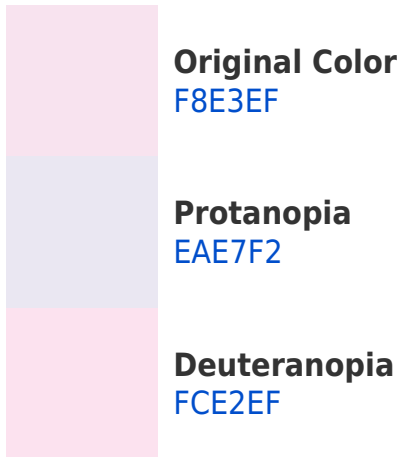 Original Color
F8E3EF
Protanopia
EAE7F2
Deuteranopia
FCE2EF